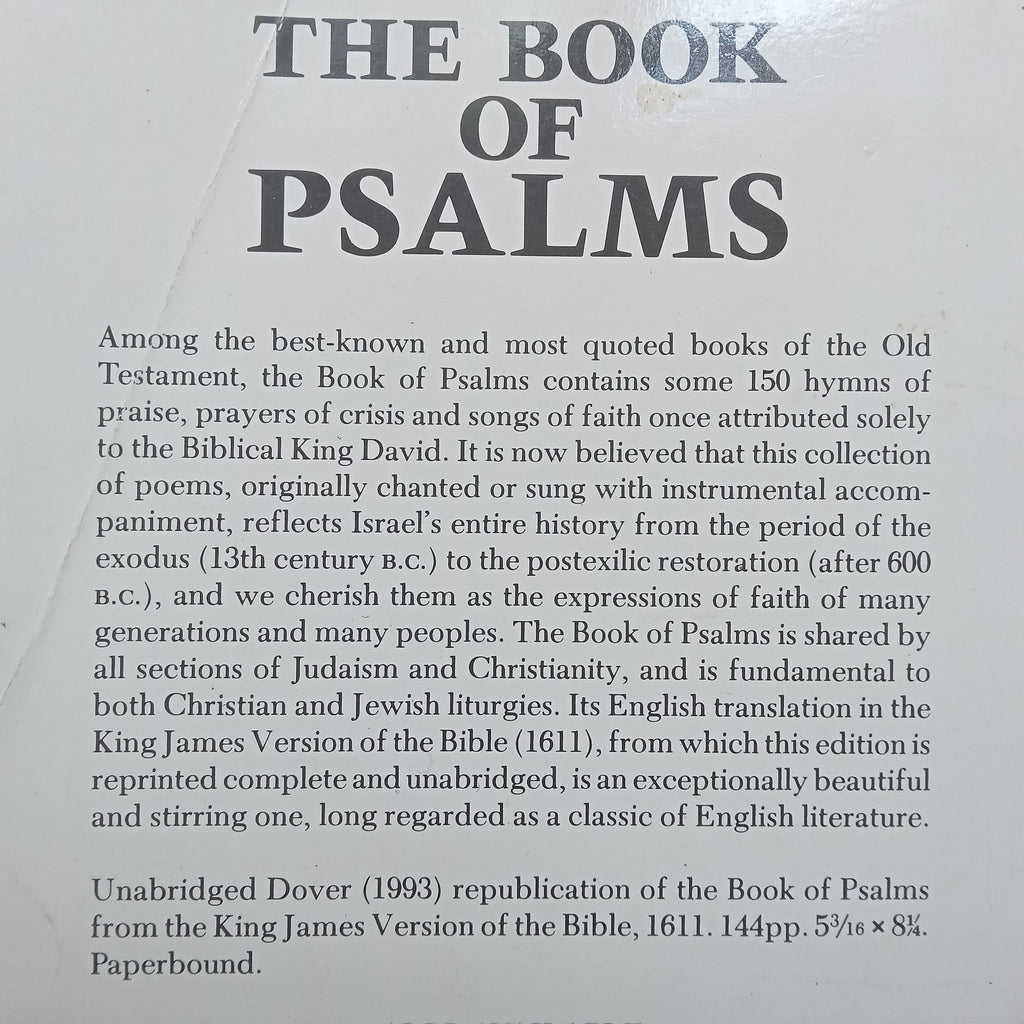 THE BOOK
OF
PSALMS
Among the best-known and most quoted books of the Old
Testament, the Book of Psalms contains some 150 hymns of
praise, prayers of crisis and songs of faith once attributed solely
to the Biblical King David. It is now believed that this collection
of poems, originally chanted or sung with instrumental accom-
paniment, reflects Israel's entire history from the period of the
exodus (13th century B.C.) to the postexilic restoration (after 600
B.C.), and we cherish them as the expressions of faith of many
generations and many peoples. The Book of Psalms is shared by
all sections of Judaism and Christianity, and is fundamental to
both Christian and Jewish liturgies. Its English translation in the
King James Version of the Bible (1611), from which this edition is
reprinted complete and unabridged, is an exceptionally beautiful
and stirring one, long regarded as a classic of English literature.
Unabridged Dover (1993) republication of the Book of Psalms
from the King James Version of the Bible, 1611. 144pp. 5³⁄₁₆ × 8¼.
Paperbound.